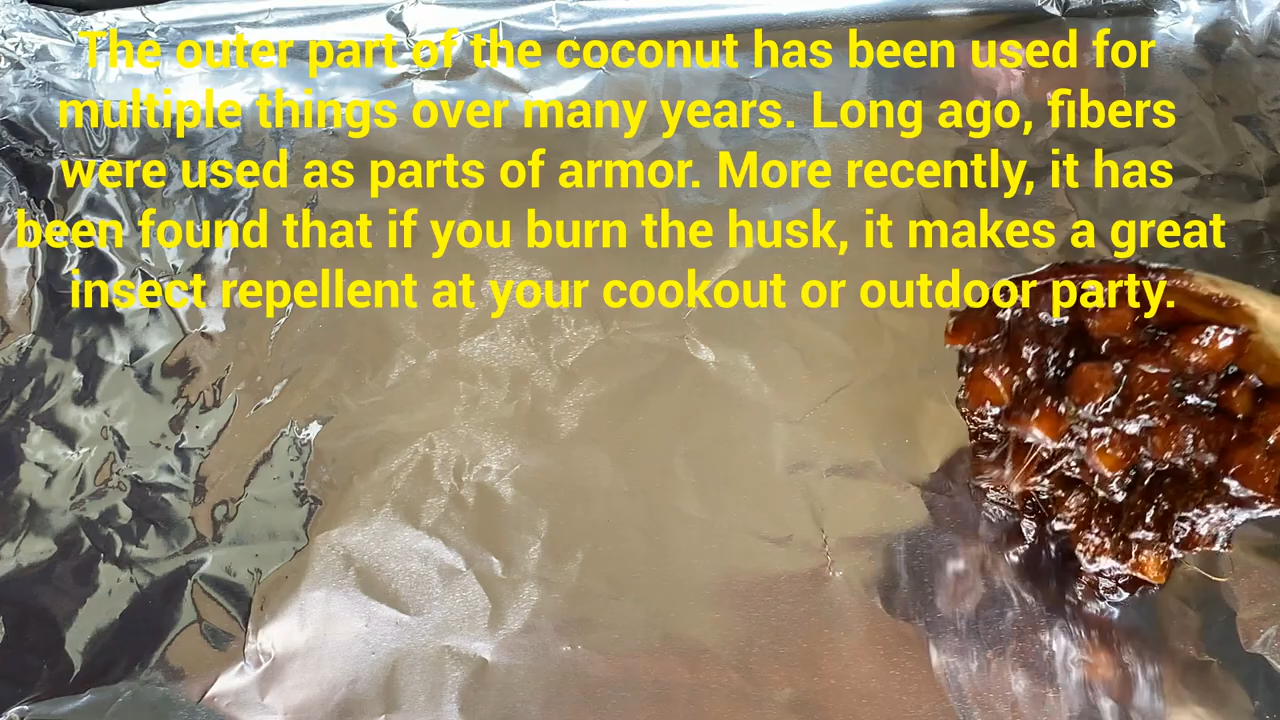 The outer part of the coconut has been used for
multiple things over many years. Long ago, fibers
were used as parts of armor. More recently, it has
been found that if you burn the husk, it makes a great
insect repellent at your cookout or outdoor party.